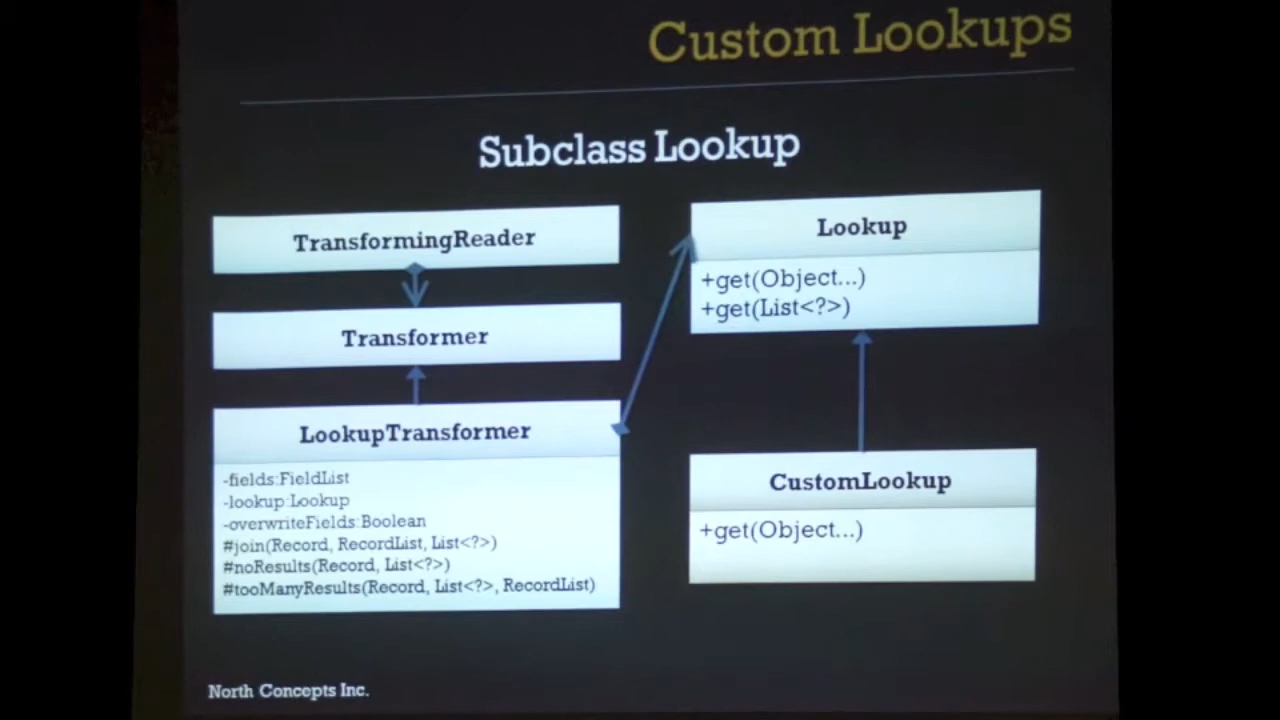 Custom Lookups
Subclass Lookup
TransformingReader
Transformer
LookupTransformer
-fields:FieldList
-lookup:Lookup
-overwriteFields:Boolean
#join(Record, RecordList, List<?>)
#noResults(Record, List<?>)
#tooManyResults(Record, List<?>, RecordList)
Lookup
+get(Object...)
+get(List<?>)
CustomLookup
+get(Object...)
North Concepts Inc.